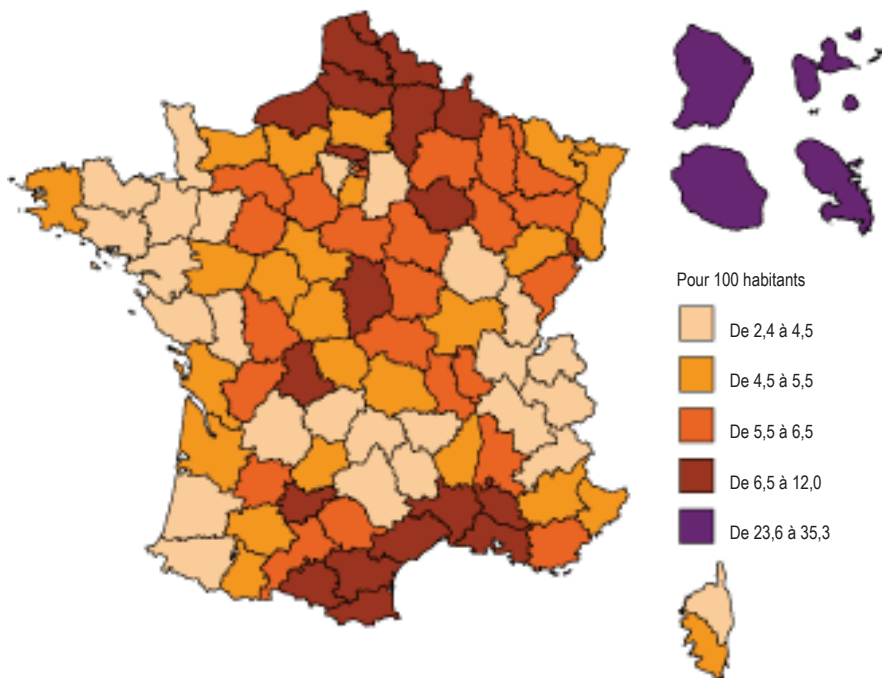 Pour 100 habitants
De 2,4 à 4,5
De 4,5 à 5,5
De 5,5 à 6,5
De 6,5 à 12,0
De 23,6 à 35,3